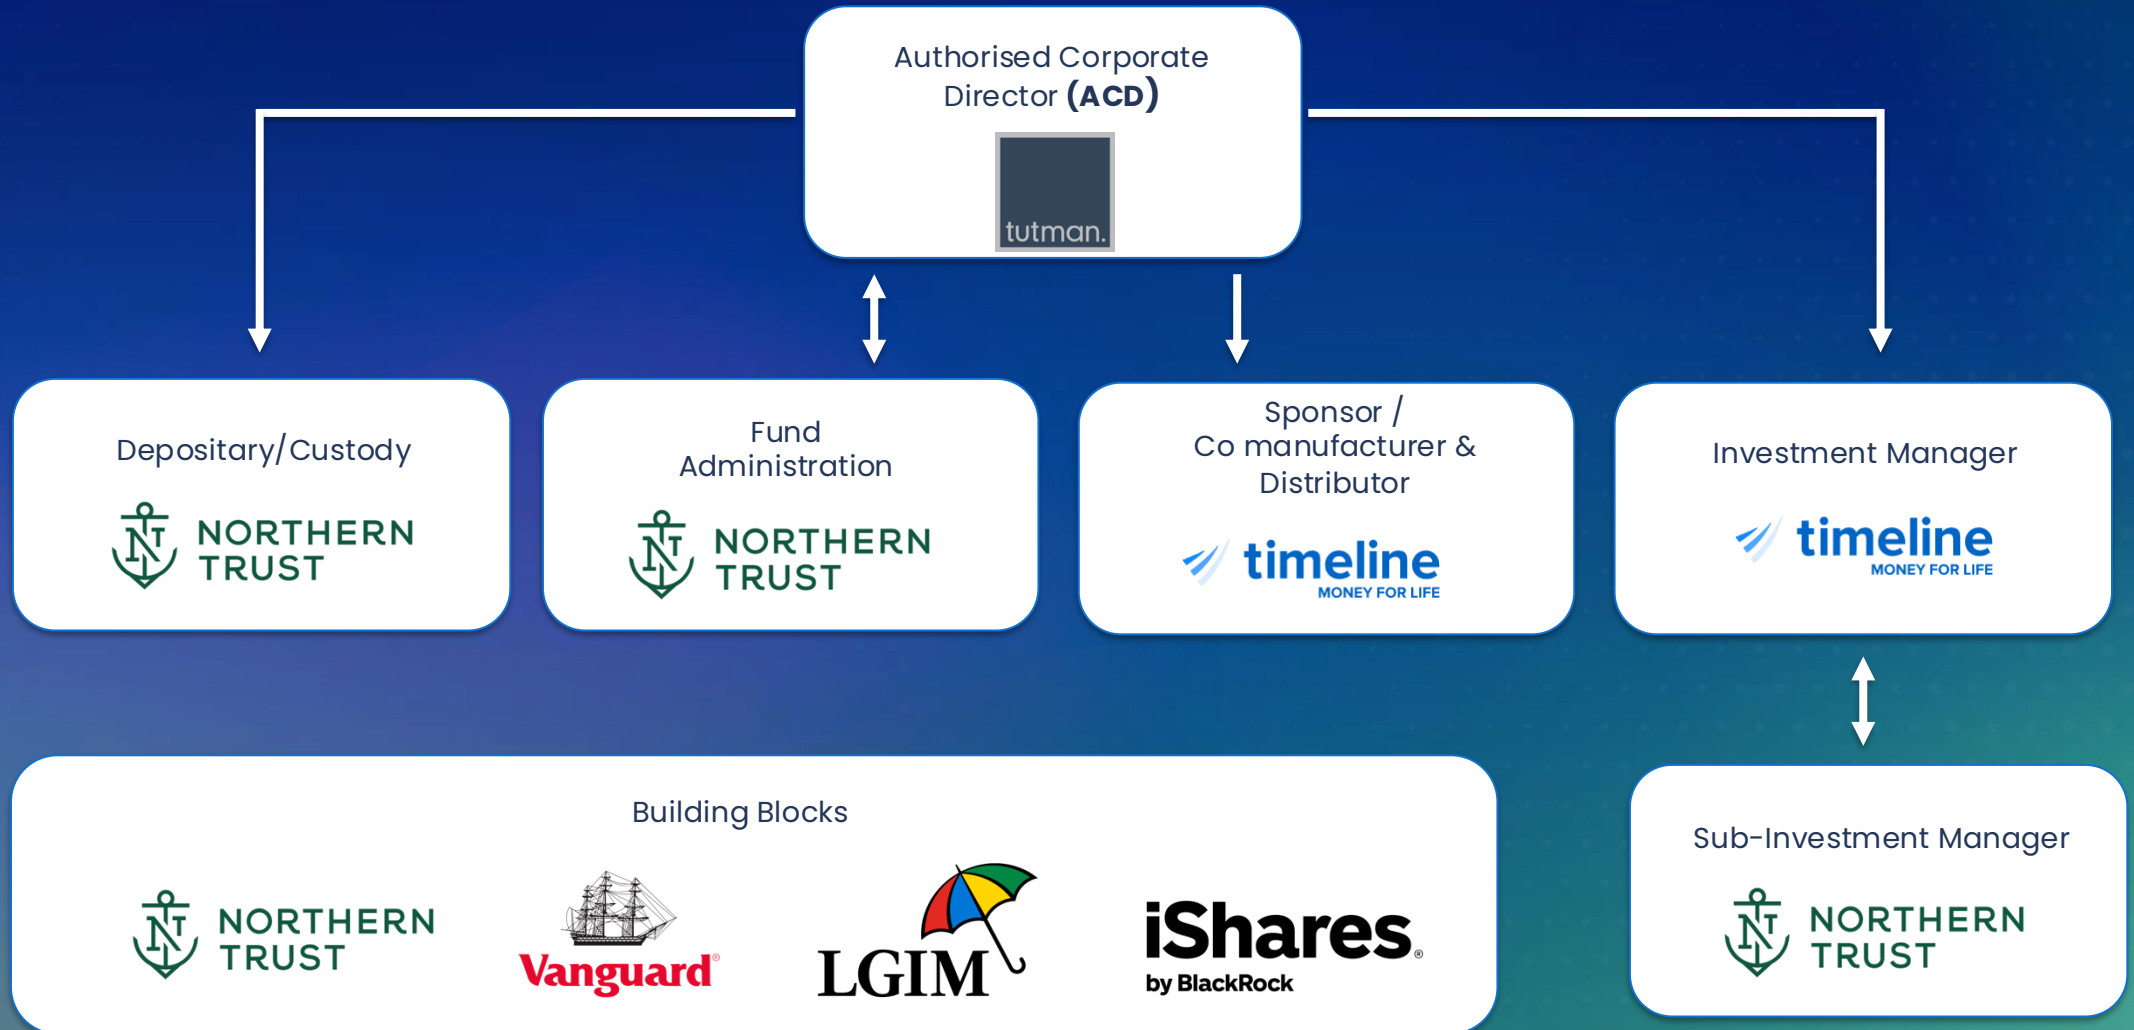 Authorised Corporate
Director (ACD)
tutman.
Depositary/Custody
NORTHERN
TRUST
Fund
Administration
NORTHERN
TRUST
Sponsor /
Co manufacturer &
Distributor
timeline
MONEY FOR LIFE
Investment Manager
timeline
MONEY FOR LIFE
Building Blocks
NORTHERN
TRUST
Vanguard®
LGIM
iShares®
by BlackRock
Sub-Investment Manager
NORTHERN
TRUST